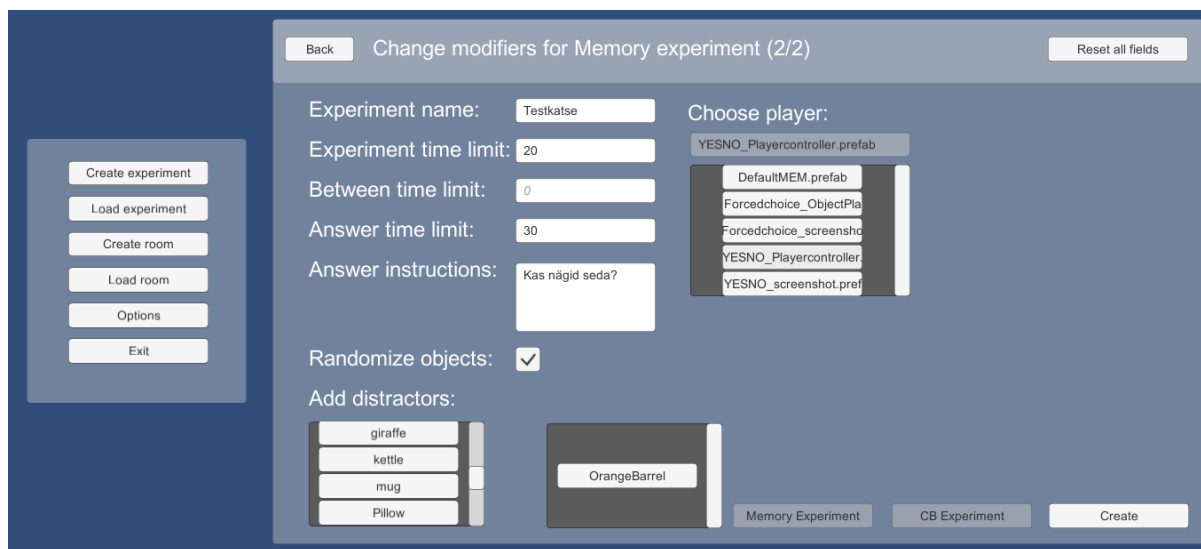 Back
Change modifiers for Memory experiment (2/2)
Reset all fields
Create experiment
Load experiment
Create room
Load room
Options
Exit
Experiment name:
Testkatse
Experiment time limit:
20
Between time limit:
0
Answer time limit:
30
Answer instructions:
Kas nägid seda?
Randomize objects:
Add distractors:
giraffe
kettle
mug
Pillow
OrangeBarrel
Choose player:
YESNO_Playercontroller.prefab
DefaultMEM.prefab
Forcedchoice_ObjectPla
Forcedchoice_screensho
YESNO_Playercontroller.
YESNO_screenshot.pref
Memory Experiment
CB Experiment
Create